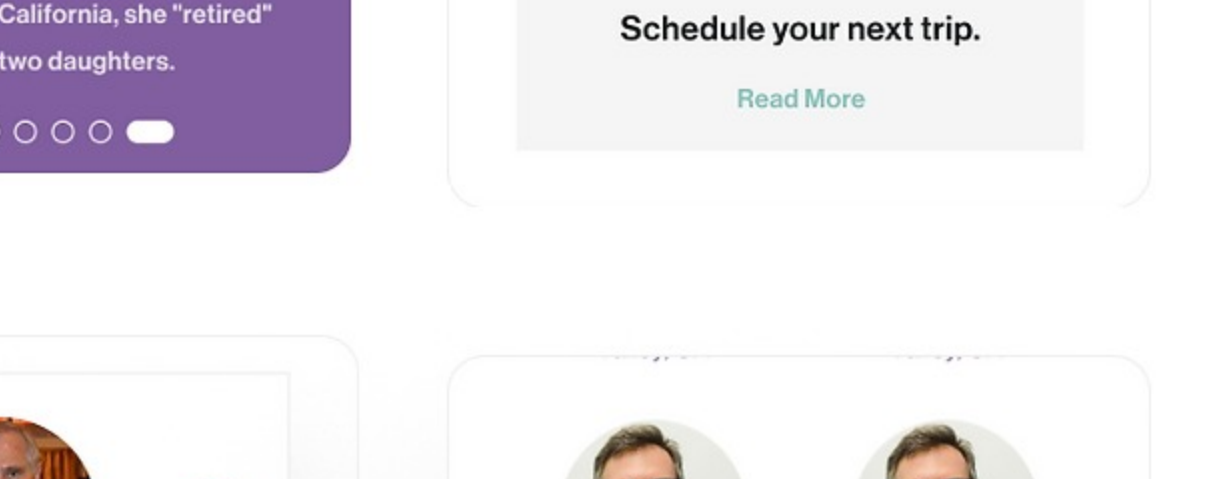 California, she "retired"
two daughters.
Schedule your next trip.
Read More